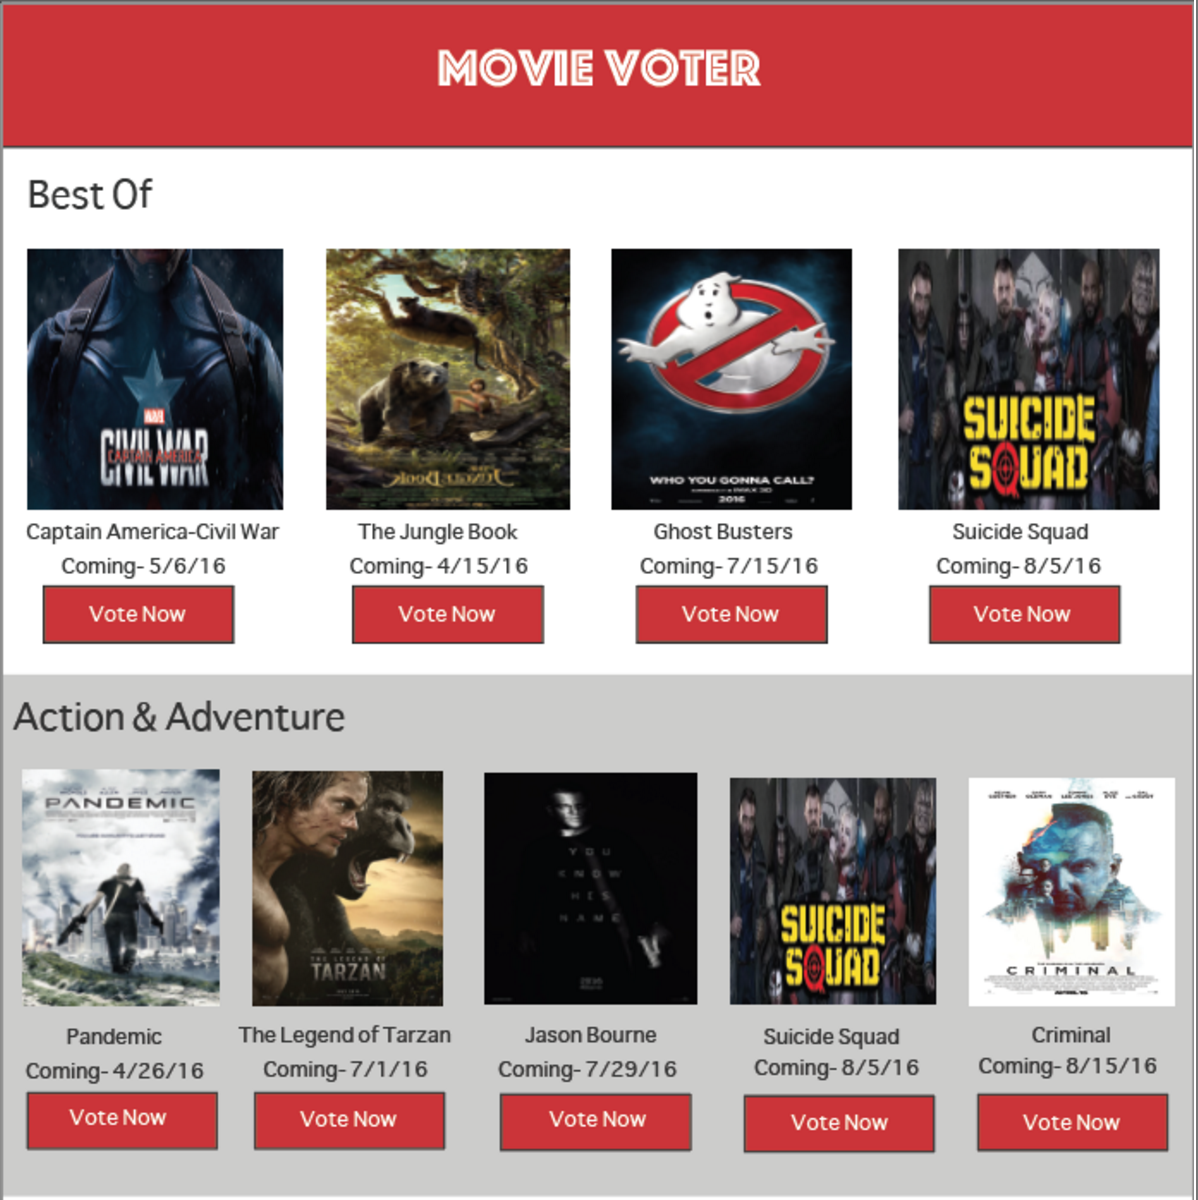 MOVIE VOTER
Best Of
MARVEL
CIVIL WAR
CAPTAIN AMERICA
WHO YOU GONNA CALL?
2016
SUICIDE
SQUAD
Captain America-Civil War
The Jungle Book
Ghost Busters
Suicide Squad
Coming- 5/6/16
Coming- 4/15/16
Coming- 7/15/16
Coming- 8/5/16
Vote Now
Vote Now
Vote Now
Vote Now
Action & Adventure
PANDEMIC
THE LEGEND OF
TARZAN
YOU
KNOW
HIS
NAME
2016
SUICIDE
SQUAD
CRIMINAL
Pandemic
The Legend of Tarzan
Jason Bourne
Suicide Squad
Criminal
Coming- 4/26/16
Coming- 7/1/16
Coming- 7/29/16
Coming- 8/5/16
Coming- 8/15/16
Vote Now
Vote Now
Vote Now
Vote Now
Vote Now